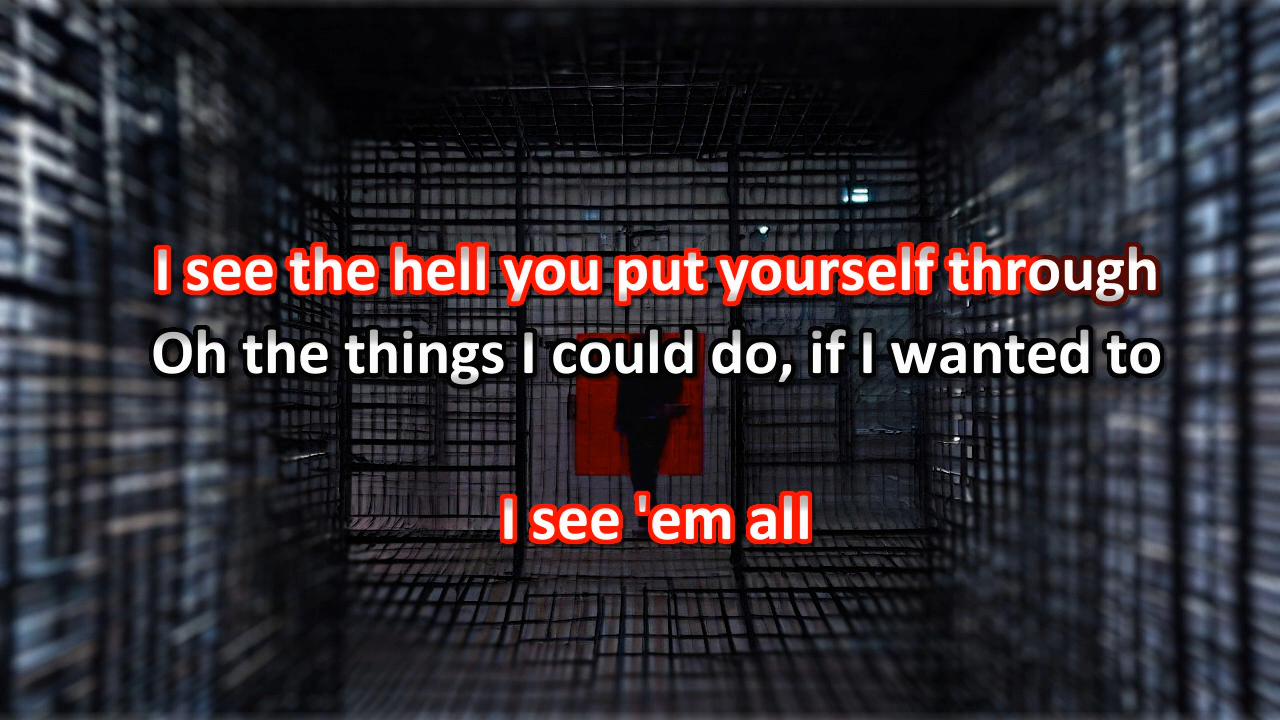 I see the hell you put yourself through
Oh the things I could do, if I wanted to
I see 'em all